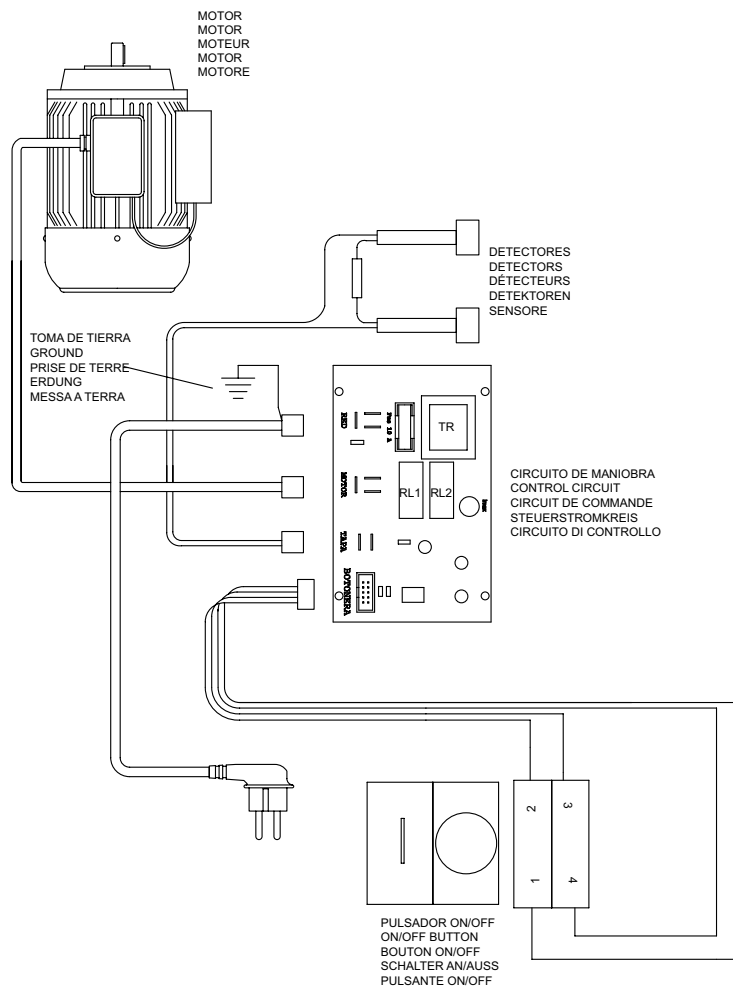 MOTOR
MOTOR
MOTEUR
MOTOR
MOTORE
DETECTORES
DETECTORS
DÉTECTEURS
DETEKTOREN
SENSORE
TOMA DE TIERRA
GROUND
PRISE DE TERRE
ERDUNG
MESSA A TERRA
RED
Fus 10 A
TR
MOTOR
RL1
RL2
TAPA
BOTONERA
CIRCUITO DE MANIOBRA
CONTROL CIRCUIT
CIRCUIT DE COMMANDE
STEUERSTROMKREIS
CIRCUITO DI CONTROLLO
2
3
1
4
PULSADOR ON/OFF
ON/OFF BUTTON
BOUTON ON/OFF
SCHALTER AN/AUSS
PULSANTE ON/OFF